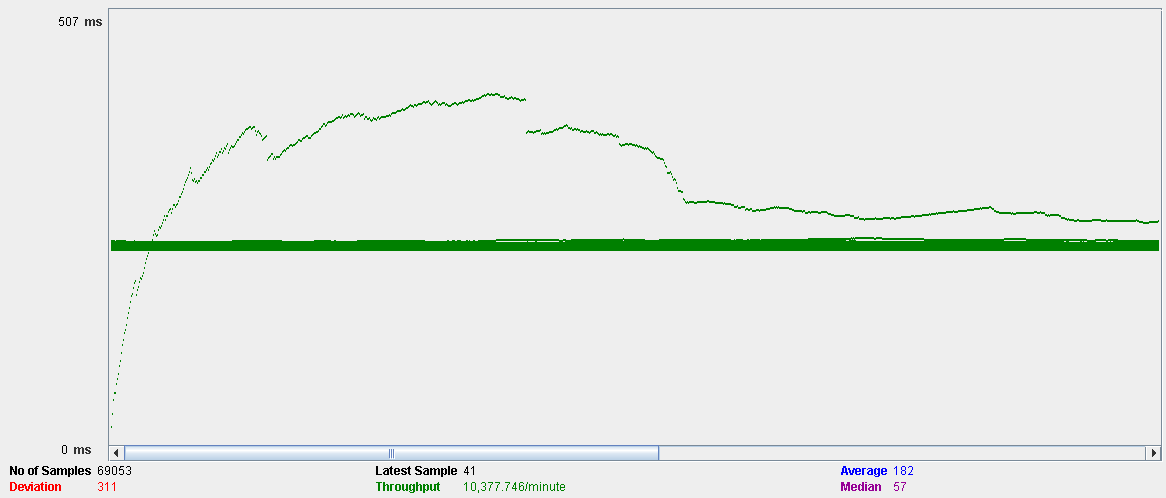 507 ms
0 ms
No of Samples 69053 Latest Sample 41 Average 182
Deviation 311 Throughput 10,377.746/minute Median 57